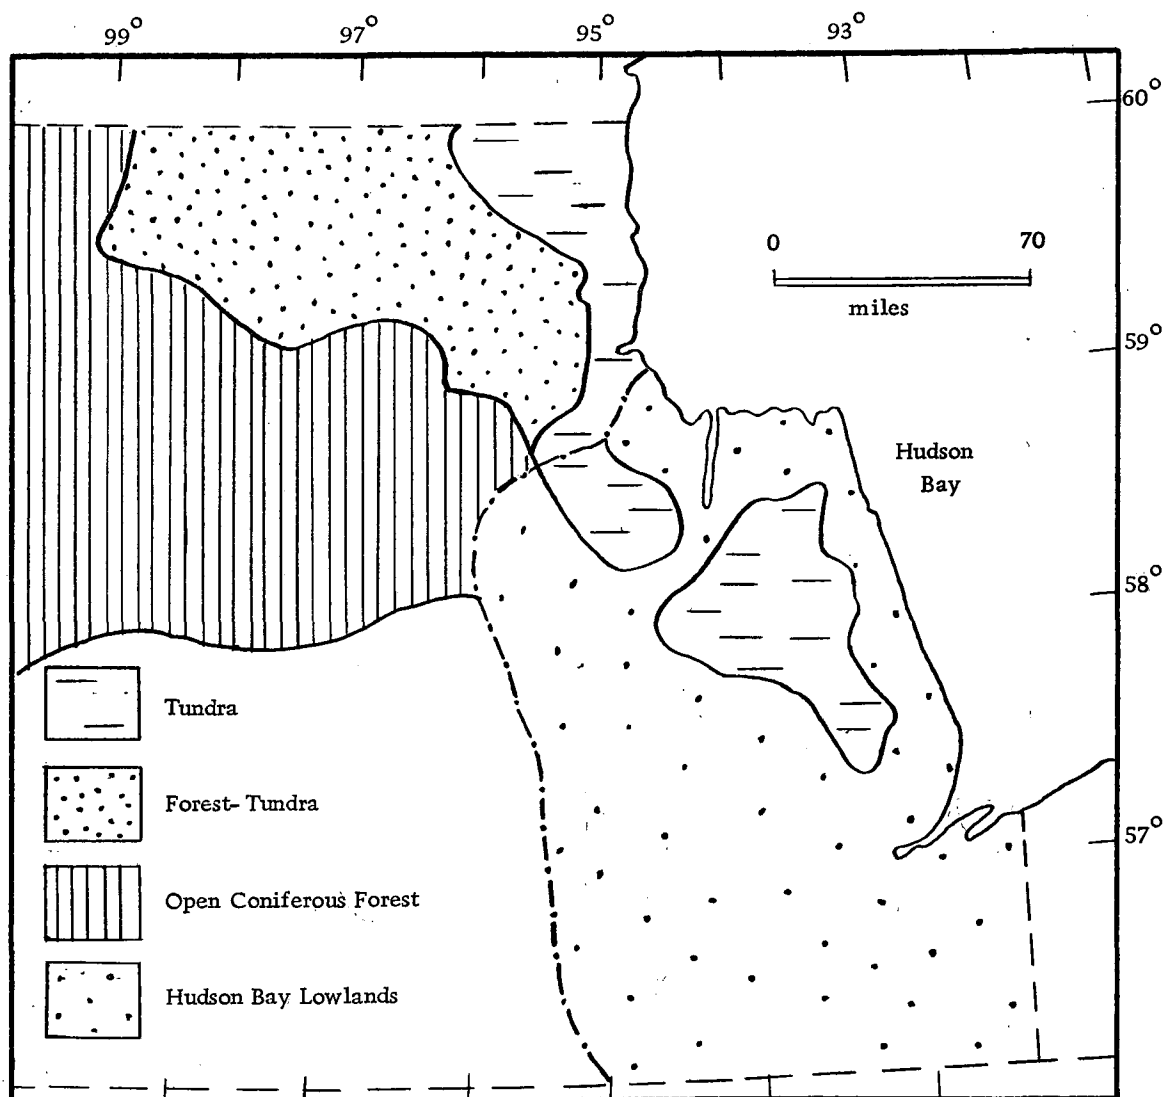 99°
97°
95°
93°
60°
0
70
miles
59°
Hudson
Bay
58°
Tundra
Forest-Tundra
57°
Open Coniferous Forest
Hudson Bay Lowlands